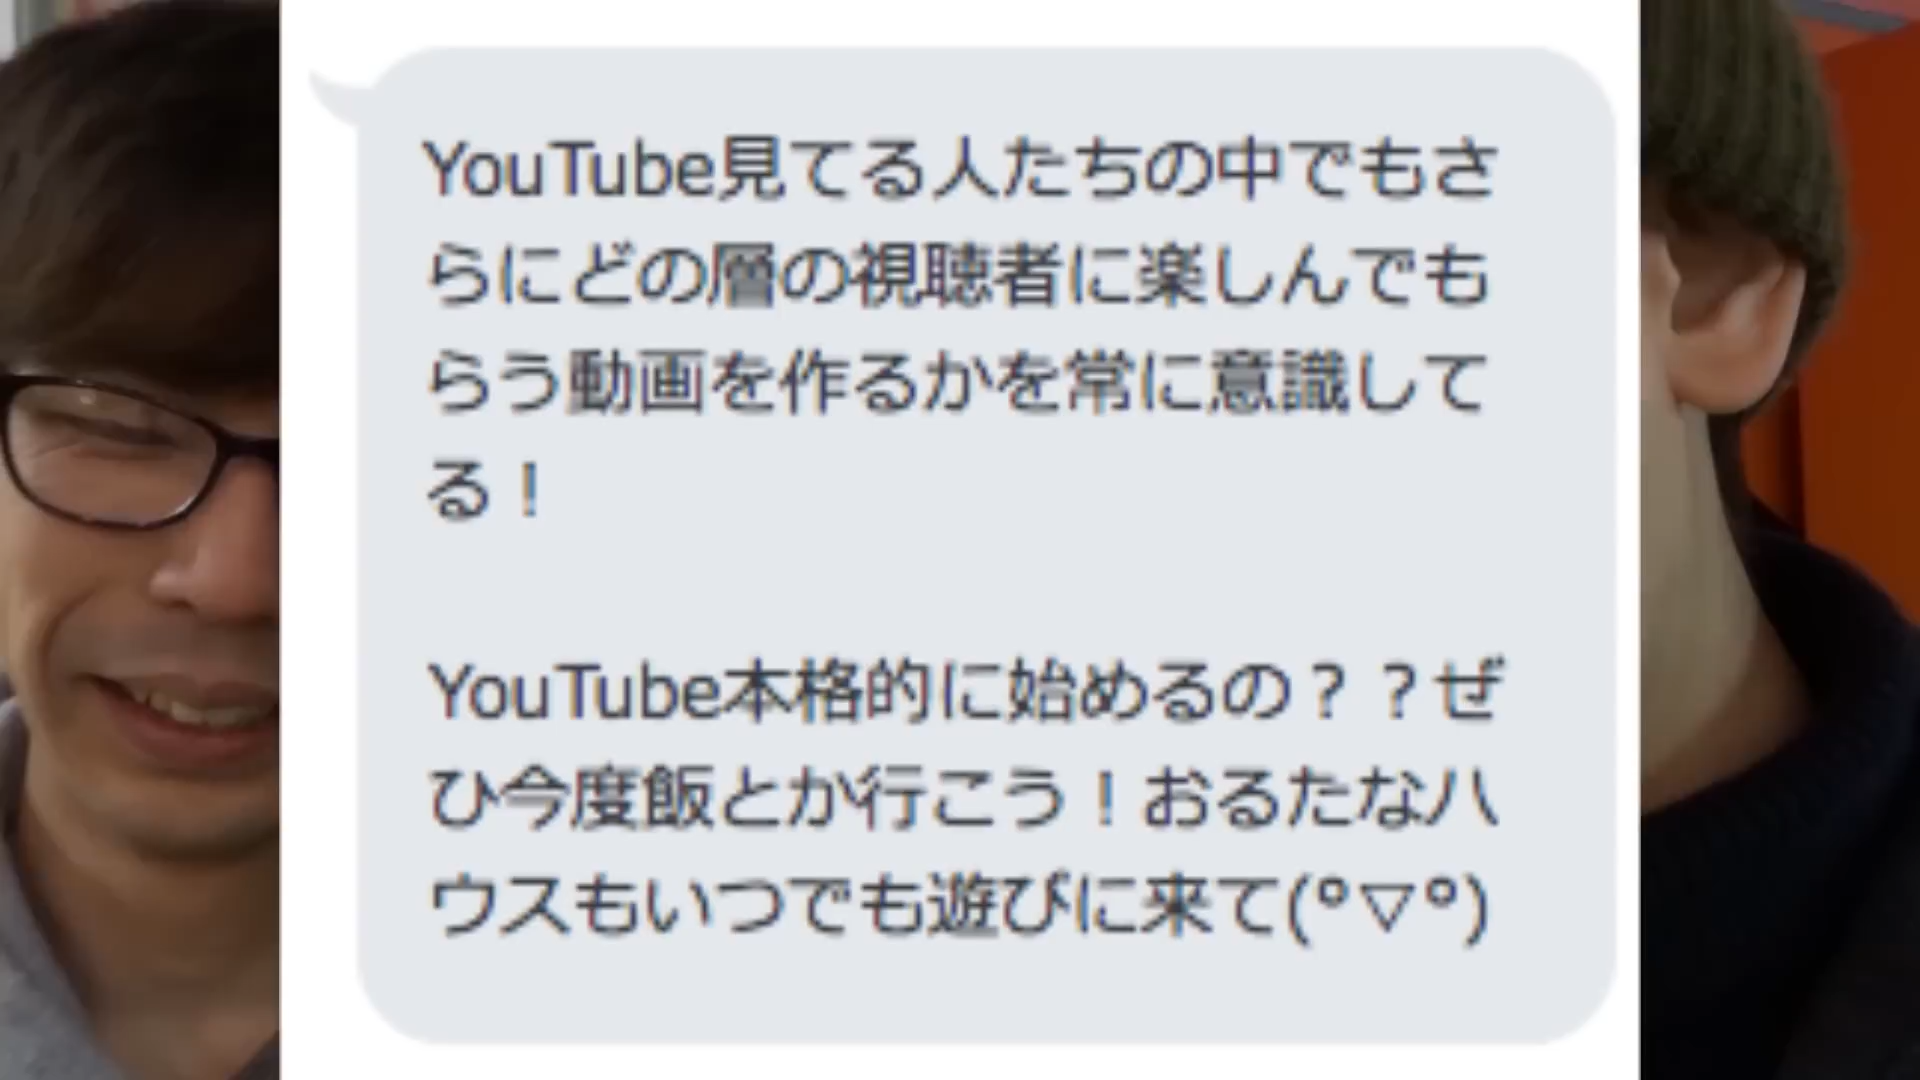 YouTube見てる人たちの中でもさ
らにどの層の視聴者に楽しんでも
らう動画を作るかを常に意識して
る！
YouTube本格的に始めるの？？ぜ
ひ今度飯とか行こう！おるたなハ
ウスもいつでも遊びに来て(°▽°)